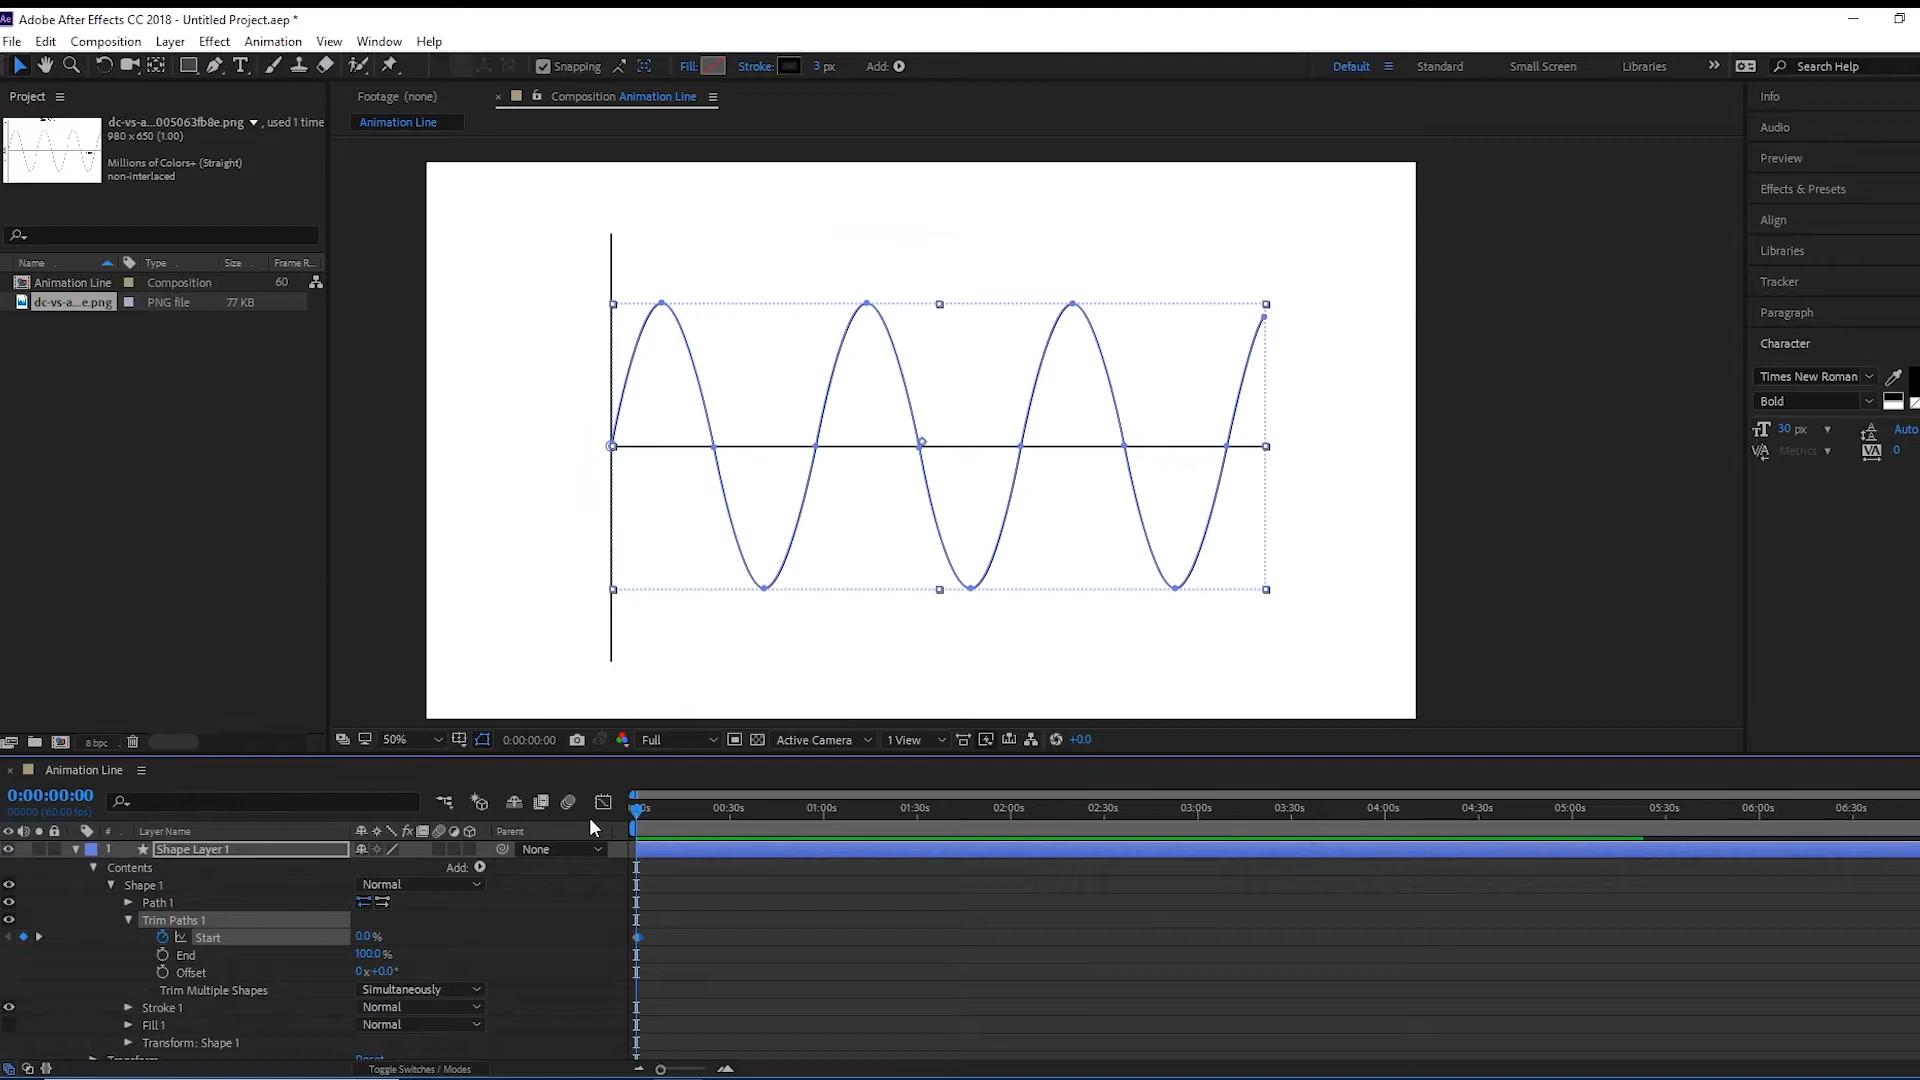 Ae Adobe After Effects CC 2018 - Untitled Project.aep *
File Edit Composition Layer Effect Animation View Window Help
Snapping Fill: Stroke: 3 px Add: Default Standard Small Screen Libraries Search Help
Project
dc-vs-a...005063fb8e.png ▼ , used 1 time
980 x 650 (1.00)
Millions of Colors+ (Straight)
non-interlaced
Name Type Size Frame R...
Animation Line Composition 60
dc-vs-a...e.png PNG file 77 KB
8 bpc
Footage (none) Composition Animation Line
Animation Line
50% 0:00:00:00 Full Active Camera 1 View +0.0
Info
Audio
Preview
Effects & Presets
Align
Libraries
Tracker
Paragraph
Character
Times New Roman
Bold
30 px Auto
Metrics 0
Animation Line
0:00:00:00
00000 (60.00 fps)
00s 00:30s 01:00s 01:30s 02:00s 02:30s 03:00s 03:30s 04:00s 04:30s 05:00s 05:30s 06:00s 06:30s
# Layer Name Parent
1 Shape Layer 1 None
Contents Add:
Shape 1 Normal
Path 1
Trim Paths 1
Start 0.0 %
End 100.0 %
Offset 0 x +0.0 °
Trim Multiple Shapes Simultaneously
Stroke 1 Normal
Fill 1 Normal
Transform: Shape 1
Transform Reset
Toggle Switches / Modes